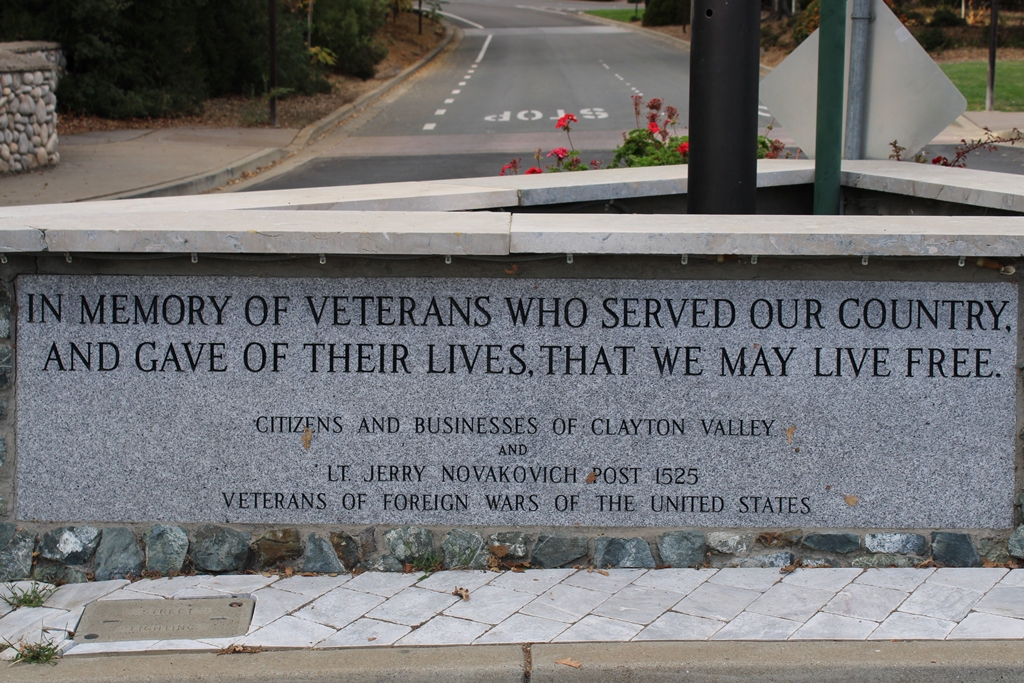 STOP
IN MEMORY OF VETERANS WHO SERVED OUR COUNTRY,
AND GAVE OF THEIR LIVES, THAT WE MAY LIVE FREE.
CITIZENS AND BUSINESSES OF CLAYTON VALLEY
AND
LT. JERRY NOVAKOVICH POST 1525
VETERANS OF FOREIGN WARS OF THE UNITED STATES
STREET
LIGHTING